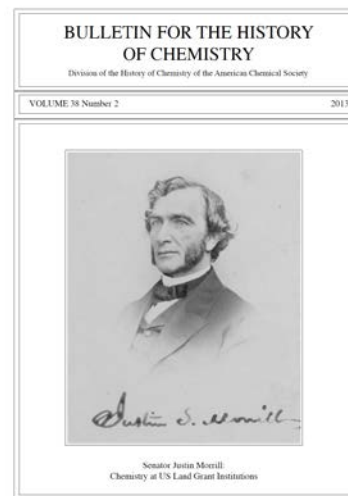 BULLETIN FOR THE HISTORY
OF CHEMISTRY
Division of the History of Chemistry of the American Chemical Society
VOLUME 38 Number 2 2013
Justin S. Morrill
Senator Justin Morrill:
Chemistry at US Land Grant Institutions